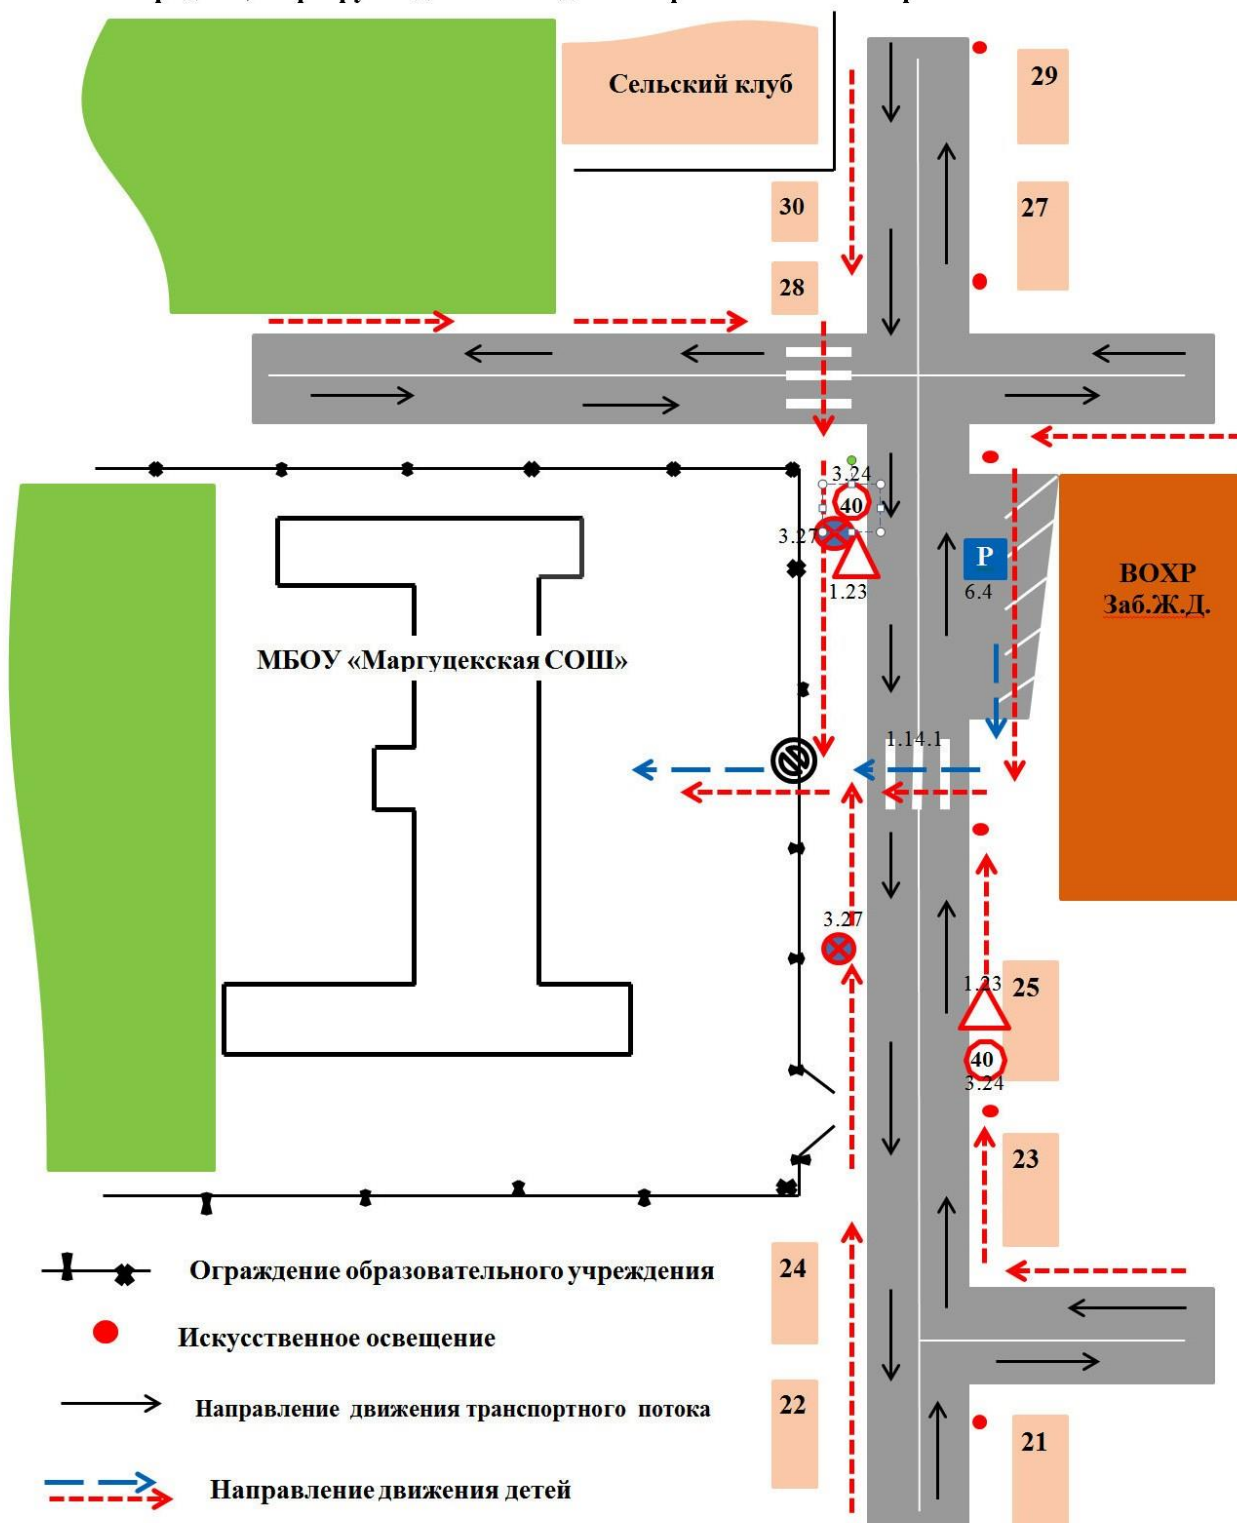 Сельский клуб
29
30
27
28
3.24
40
3.27
1.23
P
6.4
ВОХР
Заб.Ж.Д.
МБОУ «Маргуцекская СОШ»
1.14.1
3.27
1.23
25
40
3.24
23
Ограждение образовательного учреждения
24
Искусственное освещение
Направление движения транспортного потока
22
21
Направление движения детей